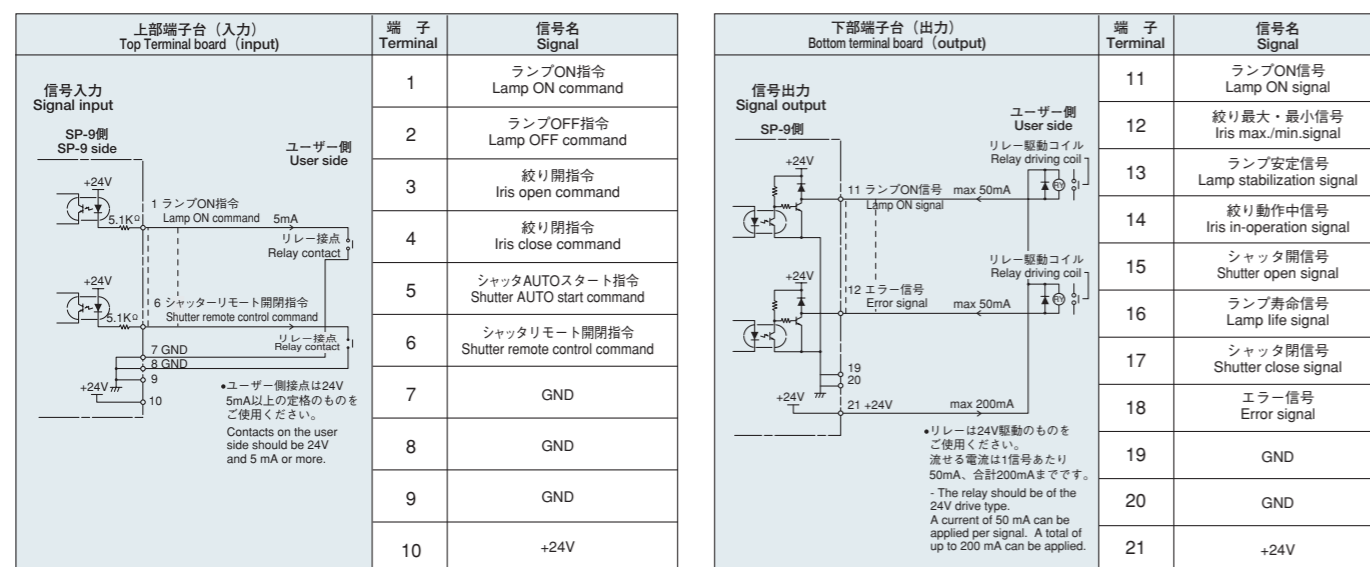 上部端子台（入力）
Top Terminal board（input)
端 子
Terminal
信号名
Signal
信号入力
Signal input
SP-9側
SP-9 side
ユーザー側
User side
+24V
1 ランプON指令
Lamp ON command
5mA
5.1KΩ
リレー接点
Relay contact
+24V
6 シャッターリモート開閉指令
Shutter remote control command
5.1KΩ
リレー接点
Relay contact
7 GND
8 GND
9
+24V
10
●ユーザー側接点は24V
5mA以上の定格のものを
ご使用ください。
Contacts on the user
side should be 24V
and 5 mA or more.
1
ランプON指令
Lamp ON command
2
ランプOFF指令
Lamp OFF command
3
絞り開指令
Iris open command
4
絞り閉指令
Iris close command
5
シャッタAUTOスタート指令
Shutter AUTO start command
6
シャッタリモート開閉指令
Shutter remote control command
7
GND
8
GND
9
GND
10
+24V
下部端子台（出力）
Bottom terminal board（output)
端 子
Terminal
信号名
Signal
信号出力
Signal output
SP-9側
ユーザー側
User side
リレー駆動コイル
Relay driving coil
+24V
11 ランプON信号 max 50mA
Lamp ON signal
RY
リレー駆動コイル
Relay driving coil
+24V
12 エラー信号
Error signal
max 50mA
RY
19
20
+24V
21 +24V
max 200mA
●リレーは24V駆動のものを
ご使用ください。
流せる電流は1信号あたり
50mA、合計200mAまでです。
- The relay should be of the
24V drive type.
A current of 50 mA can be
applied per signal. A total of
up to 200 mA can be applied.
11
ランプON信号
Lamp ON signal
12
絞り最大・最小信号
Iris max./min.signal
13
ランプ安定信号
Lamp stabilization signal
14
絞り動作中信号
Iris in-operation signal
15
シャッタ開信号
Shutter open signal
16
ランプ寿命信号
Lamp life signal
17
シャッタ閉信号
Shutter close signal
18
エラー信号
Error signal
19
GND
20
GND
21
+24V